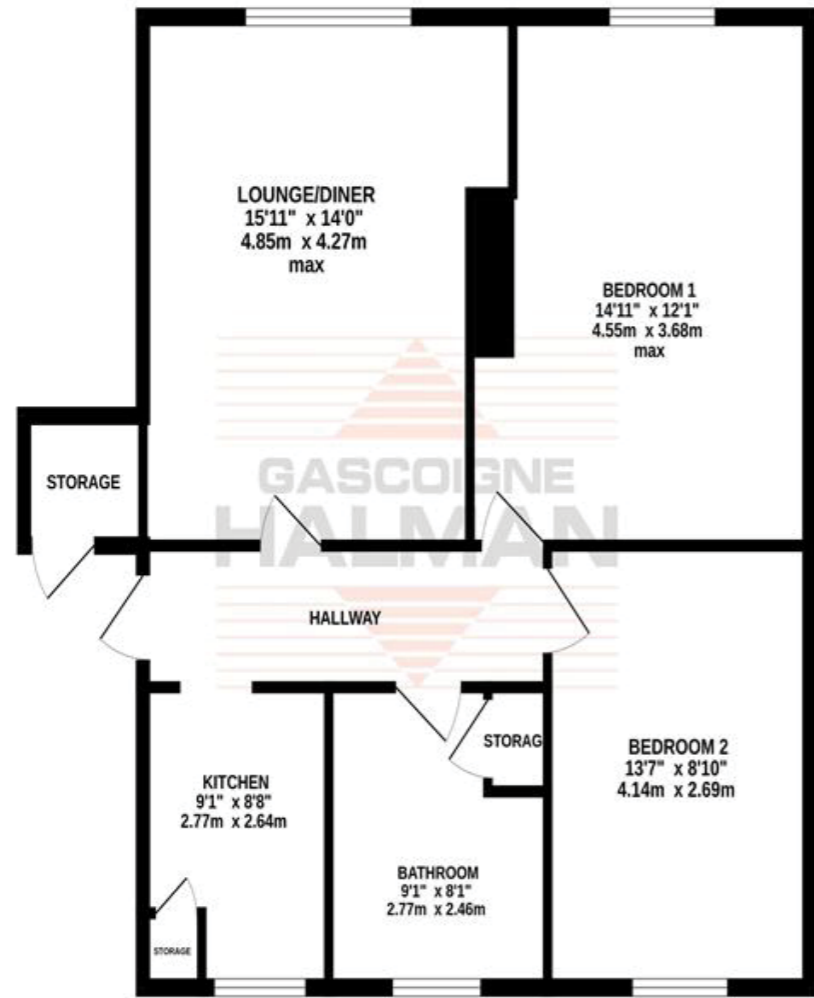 LOUNGE/DINER
15'11" x 14'0"
4.85m x 4.27m
max
BEDROOM 1
14'11" x 12'1"
4.55m x 3.68m
max
STORAGE
GASCOIGNE
HALMAN
HALLWAY
STORAG
BEDROOM 2
13'7" x 8'10"
4.14m x 2.69m
KITCHEN
9'1" x 8'8"
2.77m x 2.64m
BATHROOM
9'1" x 8'1"
2.77m x 2.46m
STORAGE